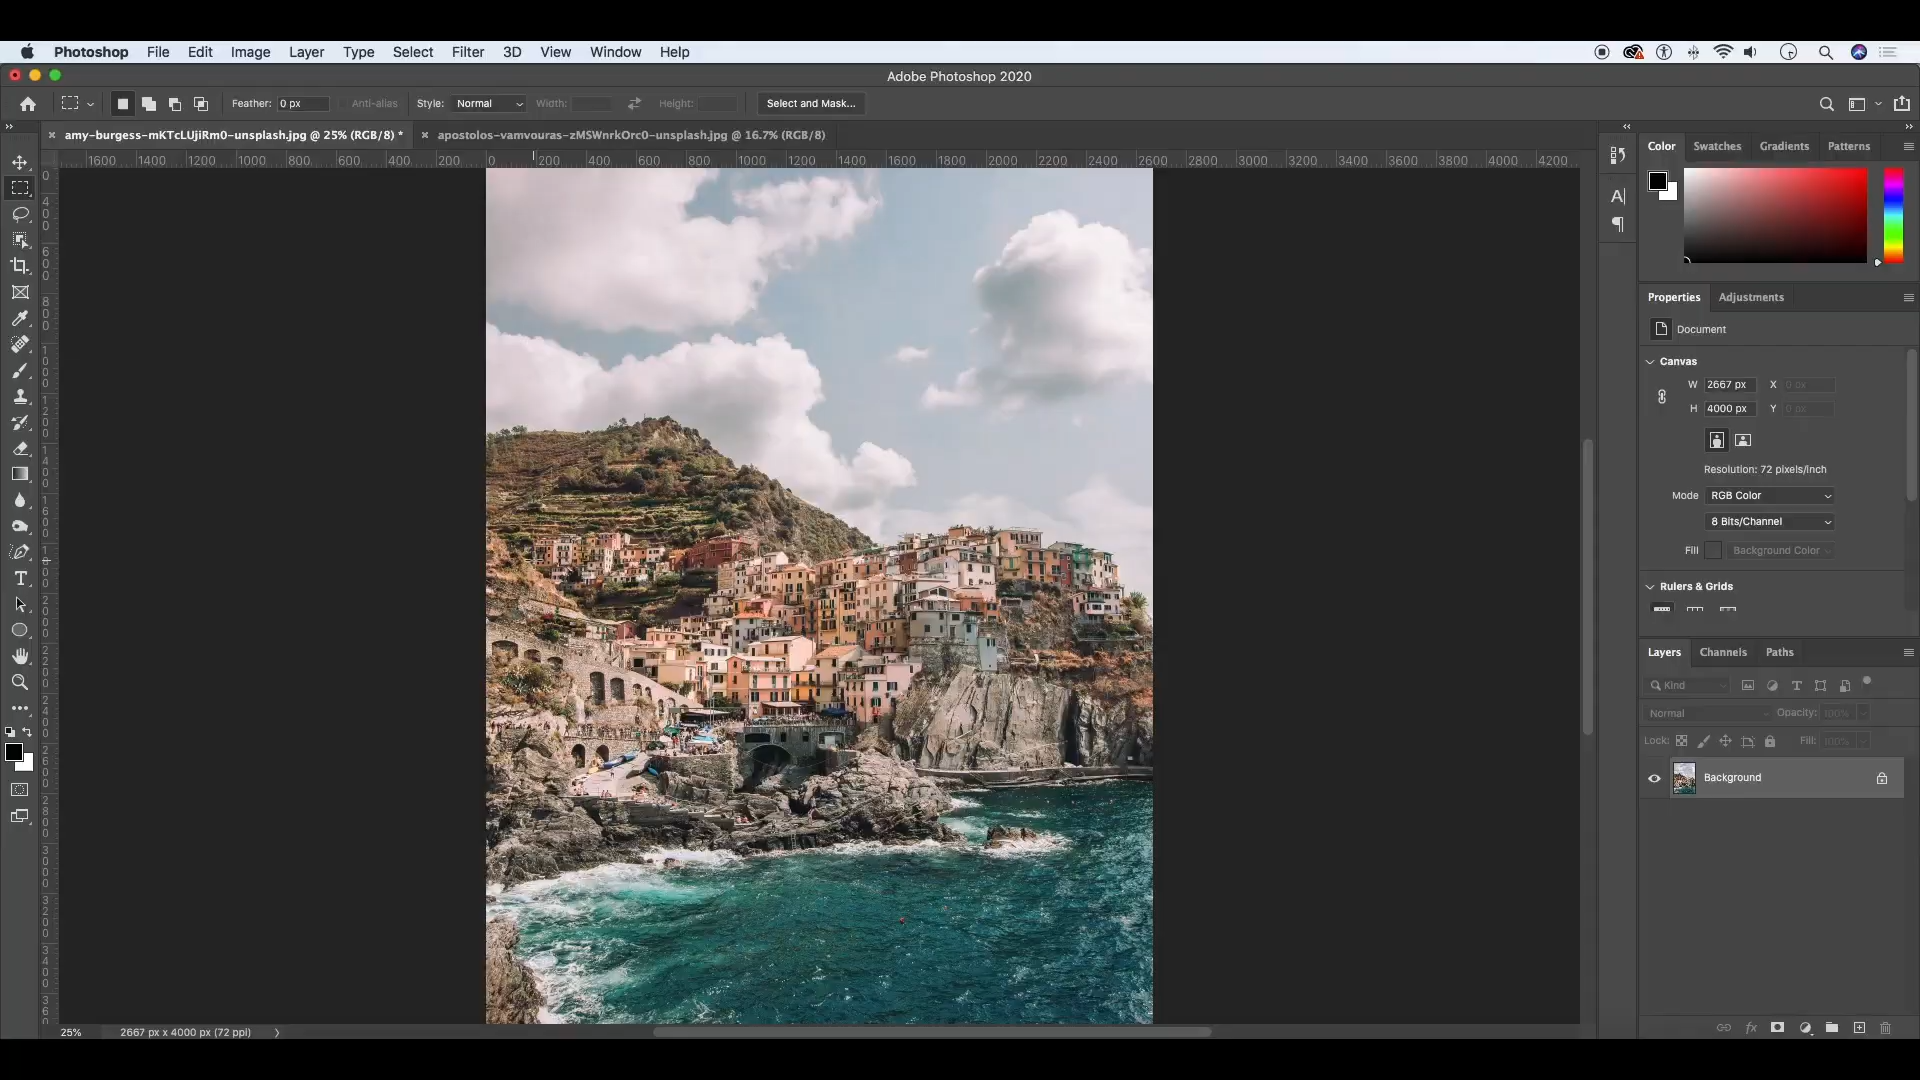 Photoshop File Edit Image Layer Type Select Filter 3D View Window Help
Adobe Photoshop 2020
Feather: 0 px Anti-alias Style: Normal Width: Height: Select and Mask...
amy-burgess-mKTcLUjiRm0-unsplash.jpg @ 25% (RGB/8) * apostolos-vamvouras-zMSWnrkOrc0-unsplash.jpg @ 16.7% (RGB/8)
1600 1400 1200 1000 800 600 400 200 0 200 400 600 800 1000 1200 1400 1600 1800 2000 2200 2400 2600 2800 3000 3200 3400 3600 3800 4000 4200
Color Swatches Gradients Patterns
Properties Adjustments
Document
Canvas
W 2667 px X 0 px
H 4000 px Y 0 px
Resolution: 72 pixels/inch
Mode RGB Color
8 Bits/Channel
Fill Background Color
Rulers & Grids
Layers Channels Paths
Kind
Normal Opacity: 100%
Lock: Fill: 100%
Background
25% 2667 px x 4000 px (72 ppi)